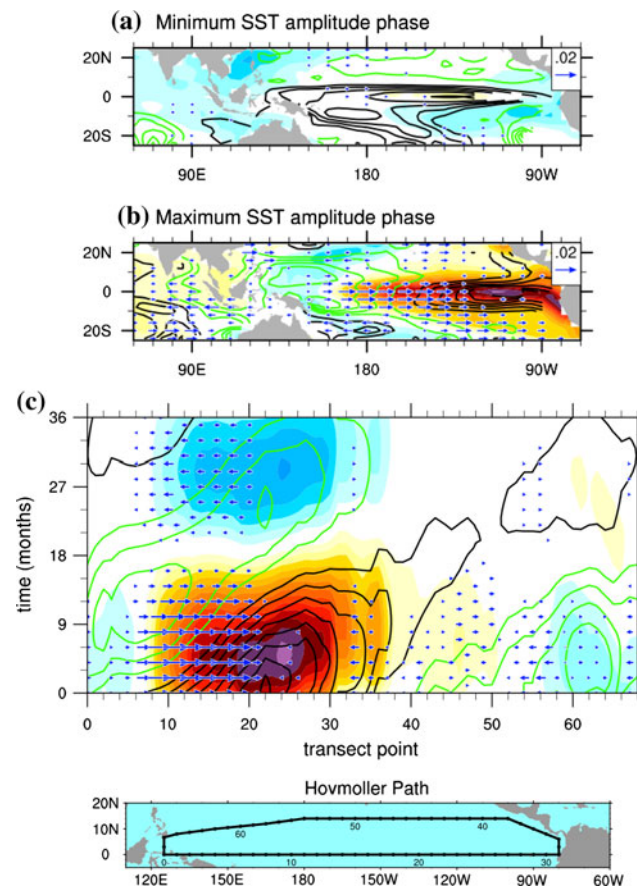 (a) Minimum SST amplitude phase
20N
0
20S
.02
90E 180 90W
(b) Maximum SST amplitude phase
20N
0
20S
.02
90E 180 90W
(c)
36
27
18
9
0
time (months)
0 10 20 30 40 50 60
transect point
Hovmoller Path
20N
10N
0
60 50 40
0 10 20 30
120E 150E 180 150W 120W 90W 60W